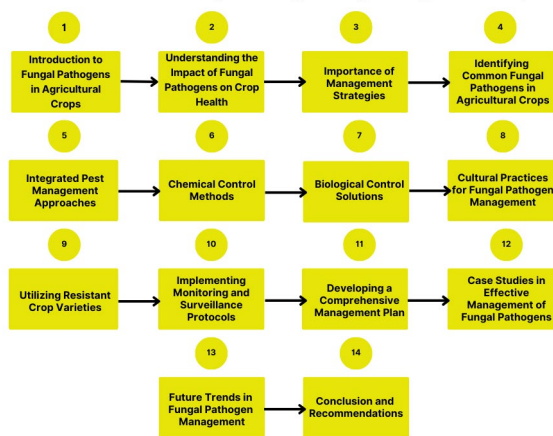 1
Introduction to
Fungal Pathogens
in Agricultural
Crops
2
Understanding the
Impact of Fungal
Pathogens on Crop
Health
3
Importance of
Management
Strategies
4
Identifying
Common Fungal
Pathogens in
Agricultural Crops
5
Integrated Pest
Management
Approaches
6
Chemical Control
Methods
7
Biological Control
Solutions
8
Cultural Practices
for Fungal Pathogen
Management
9
Utilizing Resistant
Crop Varieties
10
Implementing
Monitoring and
Surveillance
Protocols
11
Developing a
Comprehensive
Management Plan
12
Case Studies in
Effective
Management of
Fungal Pathogens
13
Future Trends in
Fungal Pathogen
Management
14
Conclusion and
Recommendations